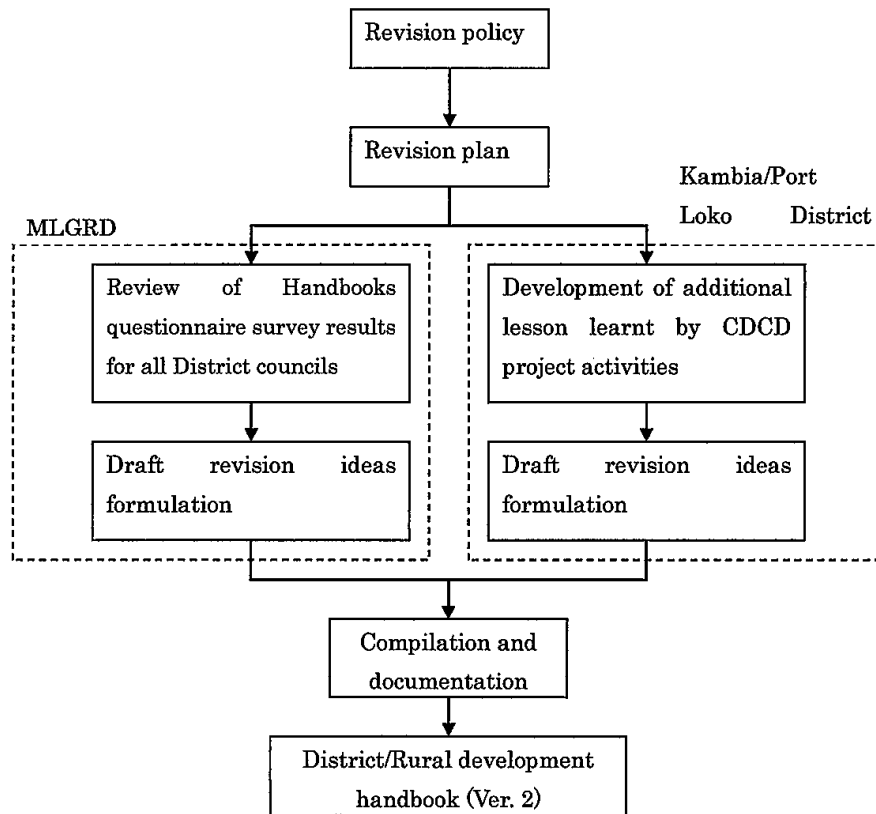 Revision policy
Revision plan
Kambia/Port
Loko District
MLGRD
Review of Handbooks
questionnaire survey results
for all District councils
Development of additional
lesson learnt by CDCD
project activities
Draft revision ideas
formulation
Draft revision ideas
formulation
Compilation and
documentation
District/Rural development
handbook (Ver. 2)